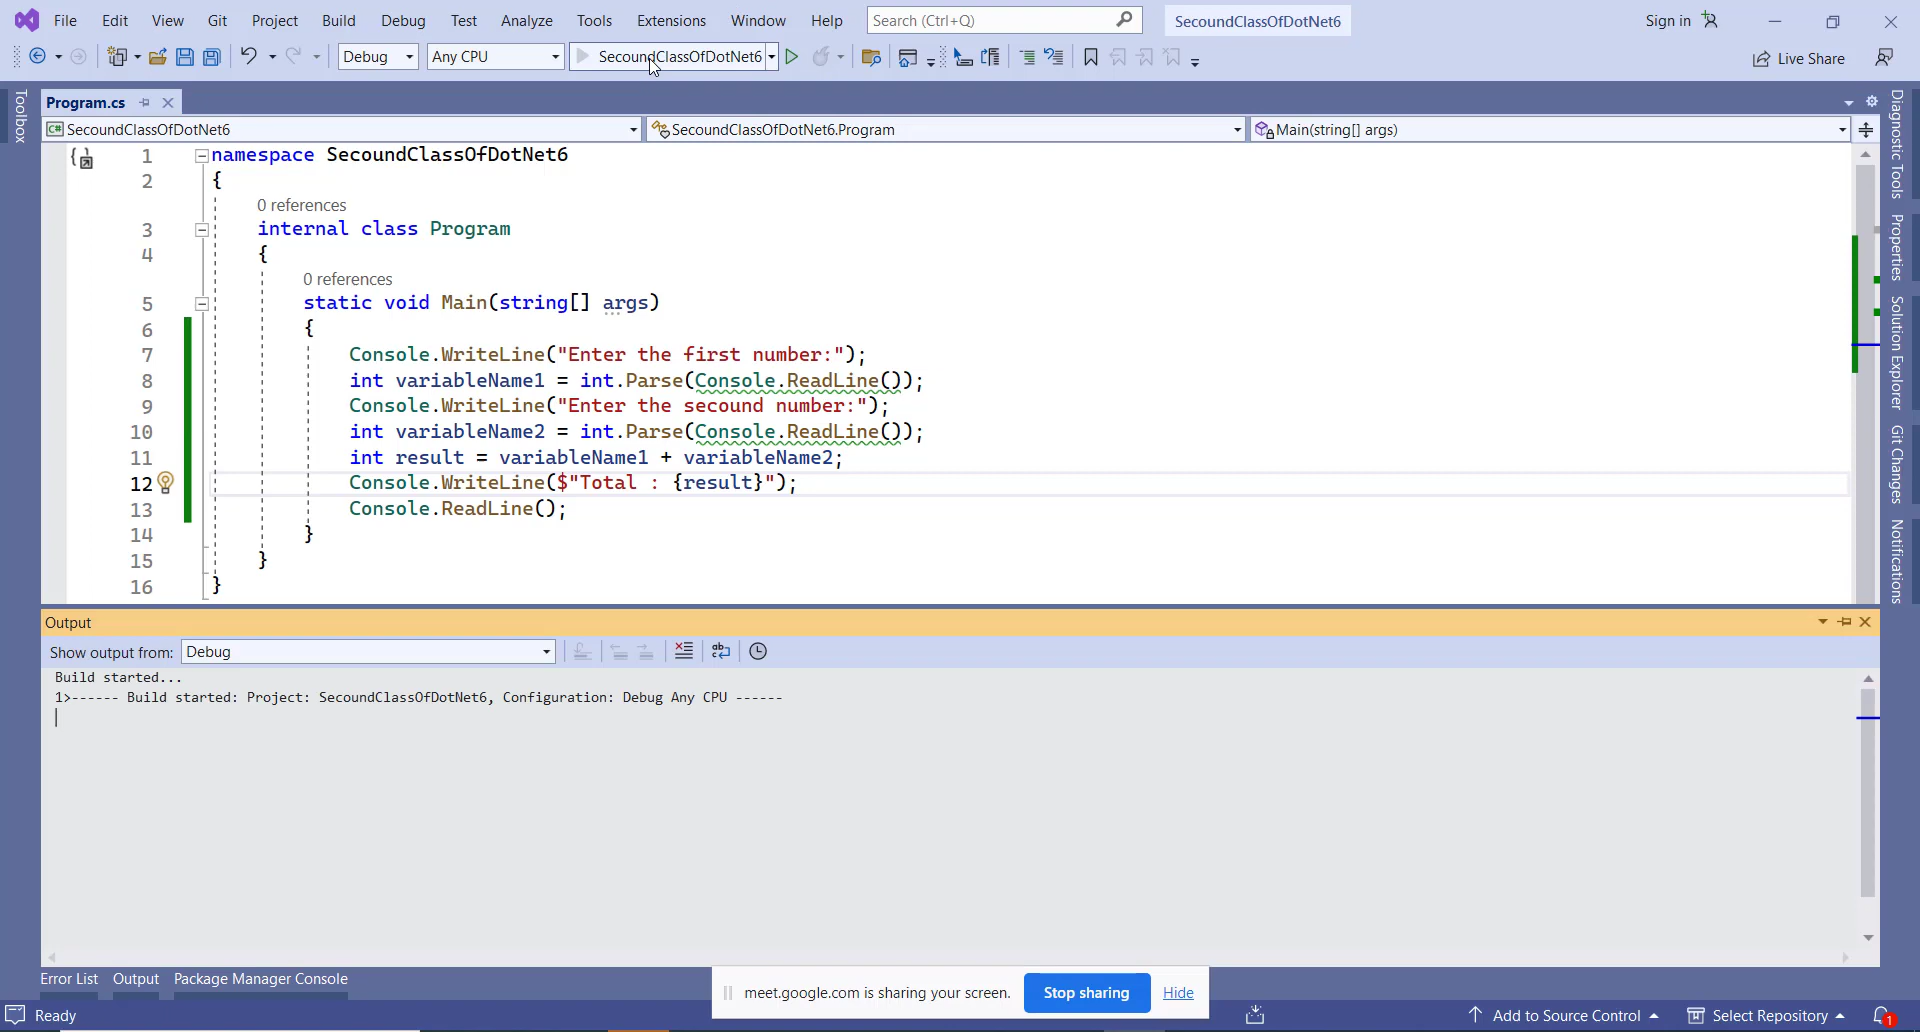 File Edit View Git Project Build Debug Test Analyze Tools Extensions Window Help Search (Ctrl+Q) SecoundClassOfDotNet6 Sign in
Debug Any CPU SecoundClassOfDotNet6 Live Share
Toolbox
Program.cs
SecoundClassOfDotNet6 SecoundClassOfDotNet6.Program Main(string[] args)
1 namespace SecoundClassOfDotNet6
2 {
0 references
3 internal class Program
4 {
0 references
5 static void Main(string[] args)
6 {
7 Console.WriteLine("Enter the first number:");
8 int variableName1 = int.Parse(Console.ReadLine());
9 Console.WriteLine("Enter the secound number:");
10 int variableName2 = int.Parse(Console.ReadLine());
11 int result = variableName1 + variableName2;
12 Console.WriteLine($"Total : {result}");
13 Console.ReadLine();
14 }
15 }
16 }
Diagnostic Tools
Properties
Solution Explorer
Git Changes
Notifications
Output
Show output from: Debug
Build started...
1>------ Build started: Project: SecoundClassOfDotNet6, Configuration: Debug Any CPU ------
Error List Output Package Manager Console
meet.google.com is sharing your screen. Stop sharing Hide
Ready Add to Source Control Select Repository 1